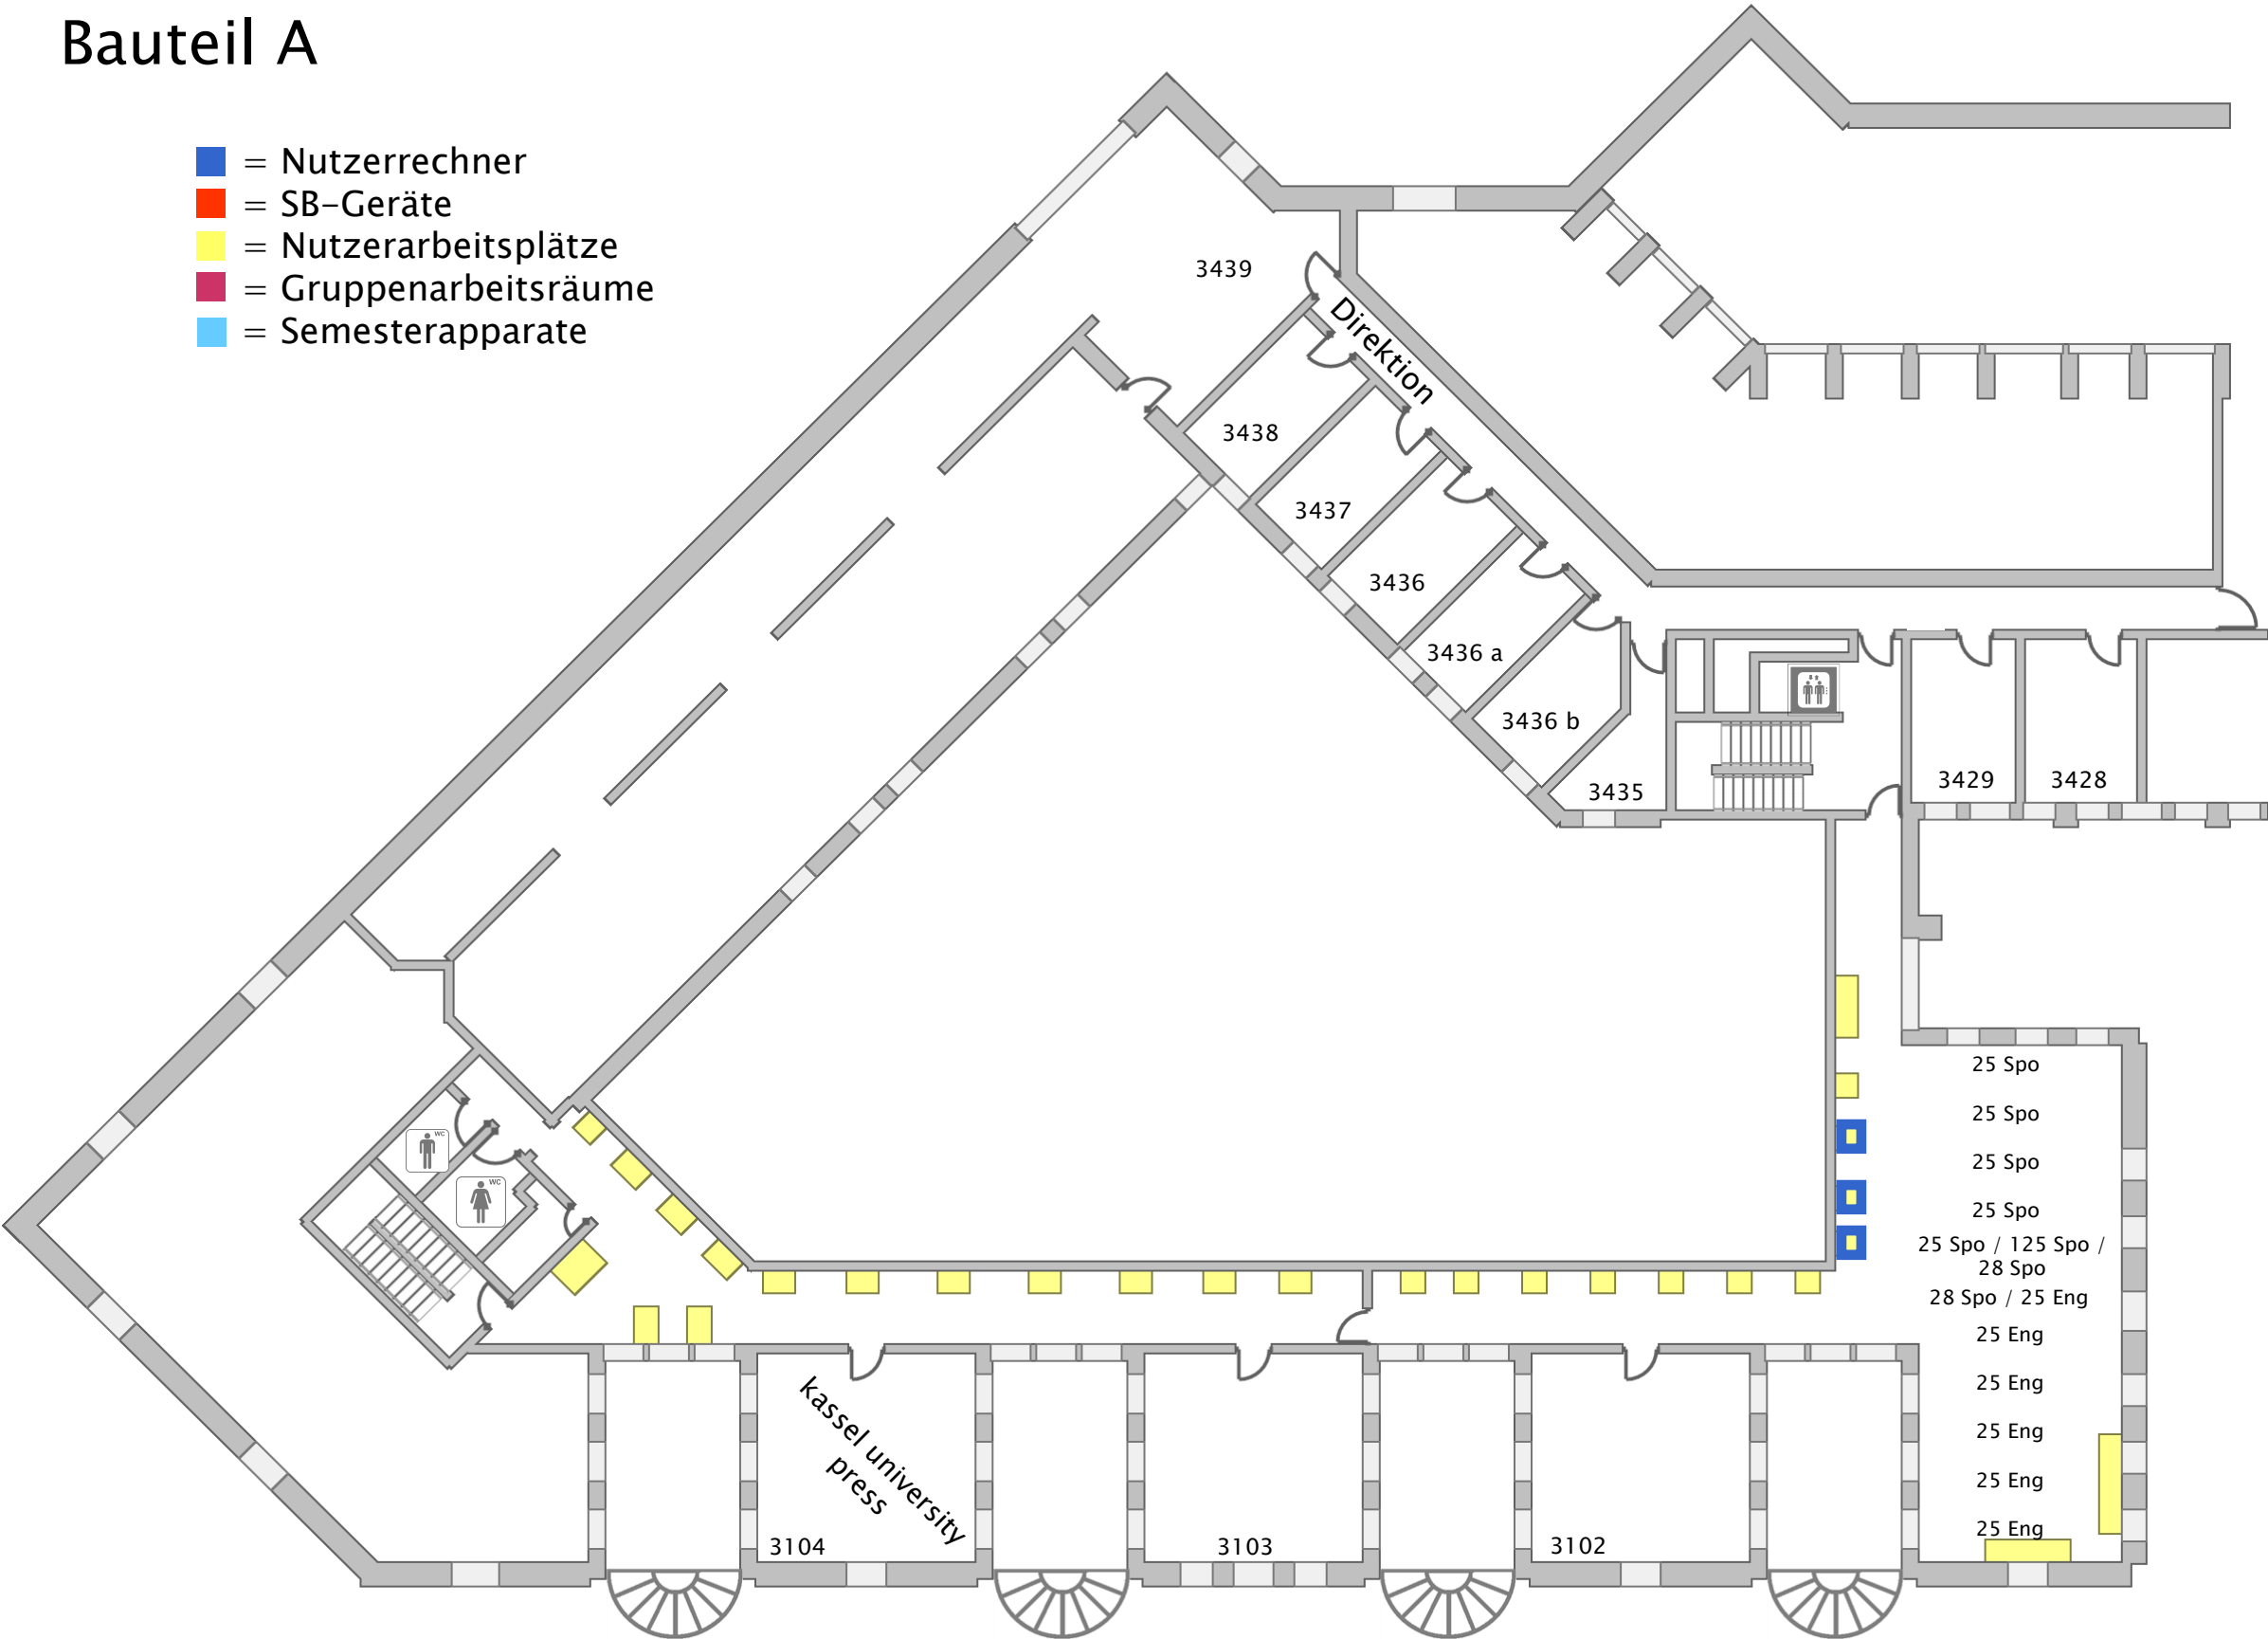 Bauteil A
= Nutzerrechner
= SB-Geräte
= Nutzerarbeitsplätze
= Gruppenarbeitsräume
= Semesterapparate
3439
Direktion
3438
3437
3436
3436 a
3436 b
3435
3429
3428
WC
WC
25 Spo
25 Spo
25 Spo
25 Spo
25 Spo / 125 Spo /
28 Spo
28 Spo / 25 Eng
25 Eng
25 Eng
25 Eng
25 Eng
25 Eng
kassel university
press
3104
3103
3102